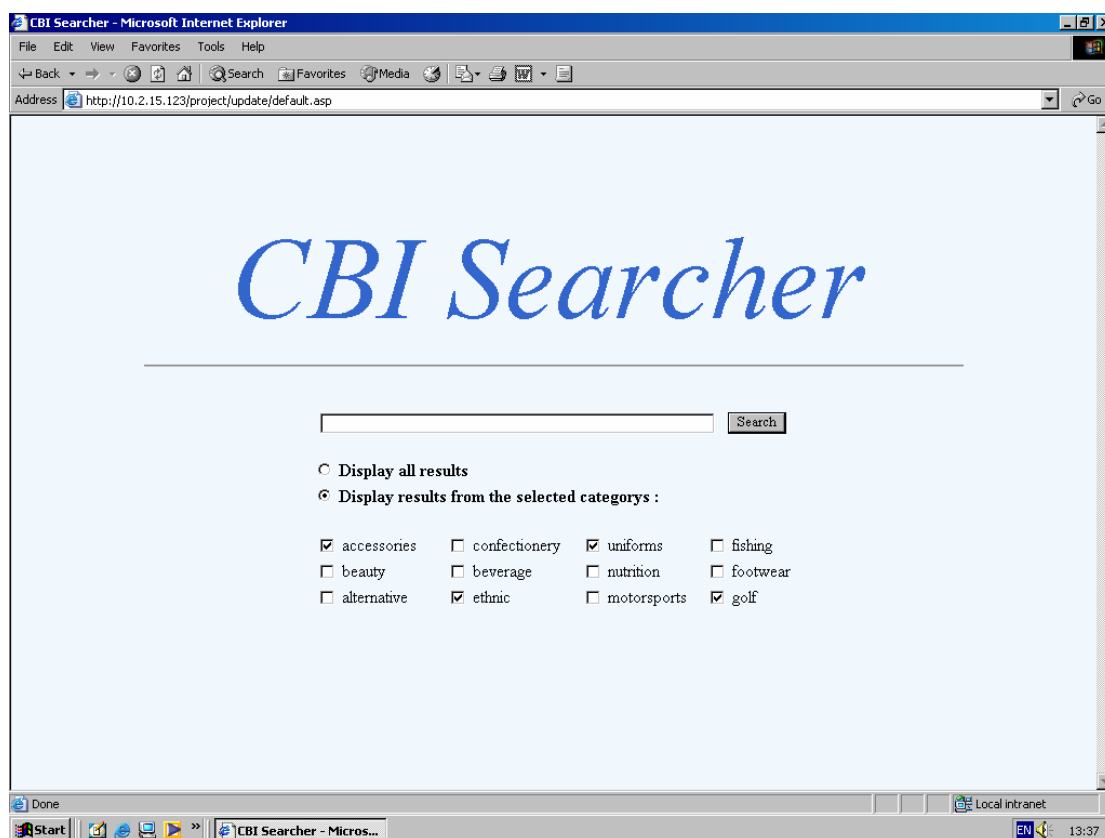 CBI Searcher - Microsoft Internet Explorer
File Edit View Favorites Tools Help
Back Search Favorites Media
Address http://10.2.15.123/project/update/default.asp Go
CBI Searcher
Search
Display all results
Display results from the selected categorys :
accessories confectionery uniforms fishing
beauty beverage nutrition footwear
alternative ethnic motorsports golf
Done Local intranet
Start » CBI Searcher - Micros... EN 13:37